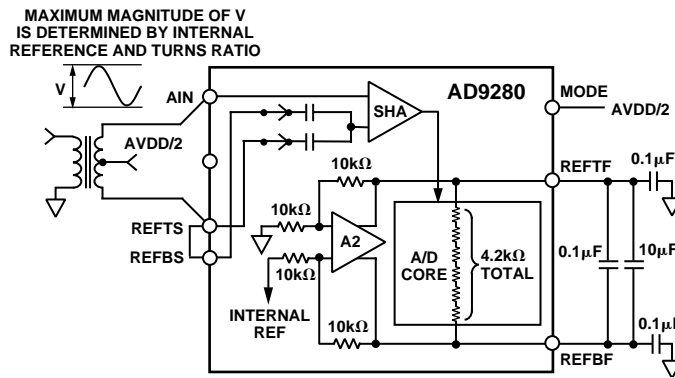 MAXIMUM MAGNITUDE OF V
IS DETERMINED BY INTERNAL
REFERENCE AND TURNS RATIO
V
AIN
SHA
AD9280
MODE
AVDD/2
AVDD/2
10kΩ
REFTF
0.1µF
REFTS
10kΩ
A2
A/D
CORE
4.2kΩ
TOTAL
0.1µF
10µF
REFBS
10kΩ
INTERNAL
REF
10kΩ
0.1µF
REFBF